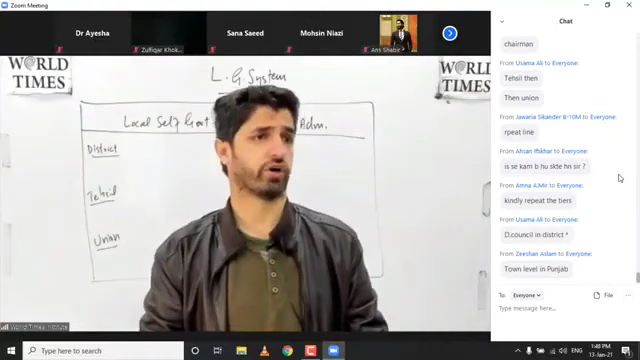 Zoom Meeting
Dr Ayesha
Zulfiqar Khok...
Sana Saeed
Mohsin Niazi
Ans Shabir
W@RLD
TIMES
W@RLD
TIMES
L.G.System
Local Self Govt
Adm.
District
Tehsil
Union
World Times Institute
Chat
chairman
From Usama Ali to Everyone:
Tehsil then
Then union
From Jawaria Sikander B-10M to Everyone:
rpeat line
From Ahsan Iftikhar to Everyone:
is se kam b hu skte hn sir ?
From Amna A.Mir to Everyone:
kindly repeat the tiers
From Usama Ali to Everyone:
D.council in district *
From Zeeshan Aslam to Everyone:
Town level in Punjab
To: Everyone
File
Type message here...
Type here to search
1:48 PM
13-Jan-21